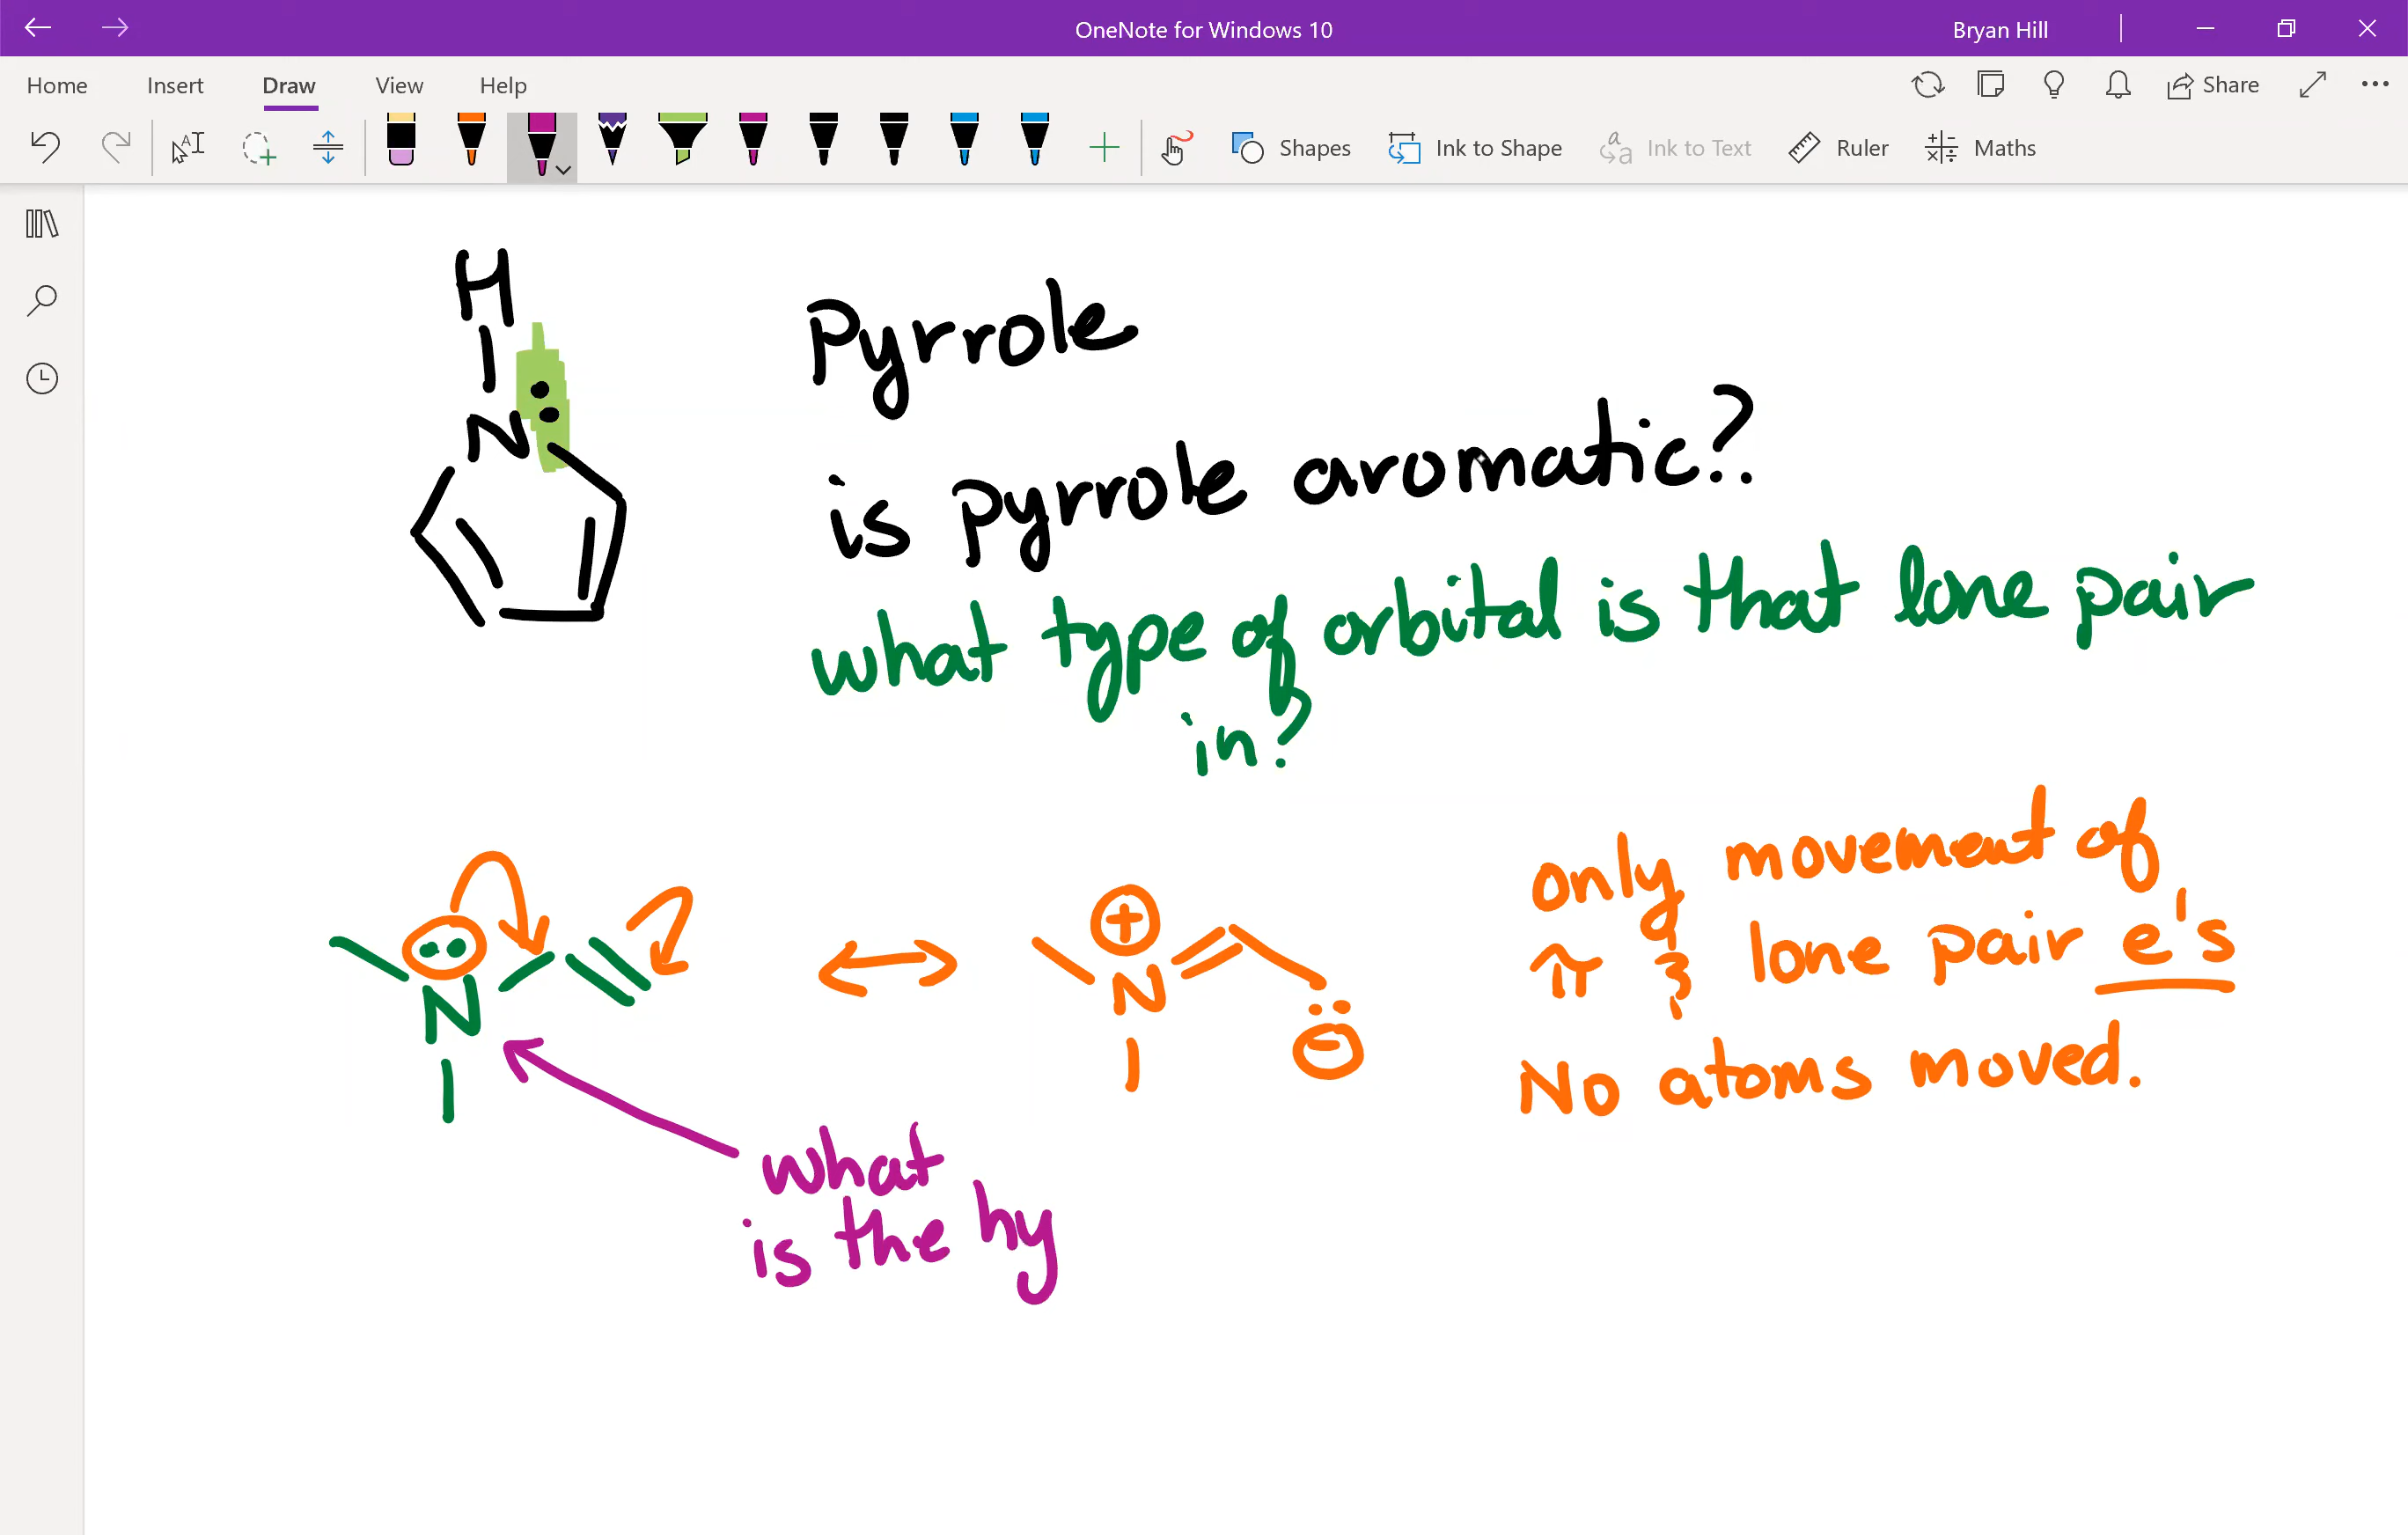 OneNote for Windows 10
Bryan Hill
Home Insert Draw View Help
Share
Shapes Ink to Shape Ink to Text Ruler Maths
H
N
Pyrrole
is pyrrole aromatic?
what type of orbital is that lone pair
in?
only movement of
π & lone pair e's
No atoms moved.
N
+
N
what
is the hy